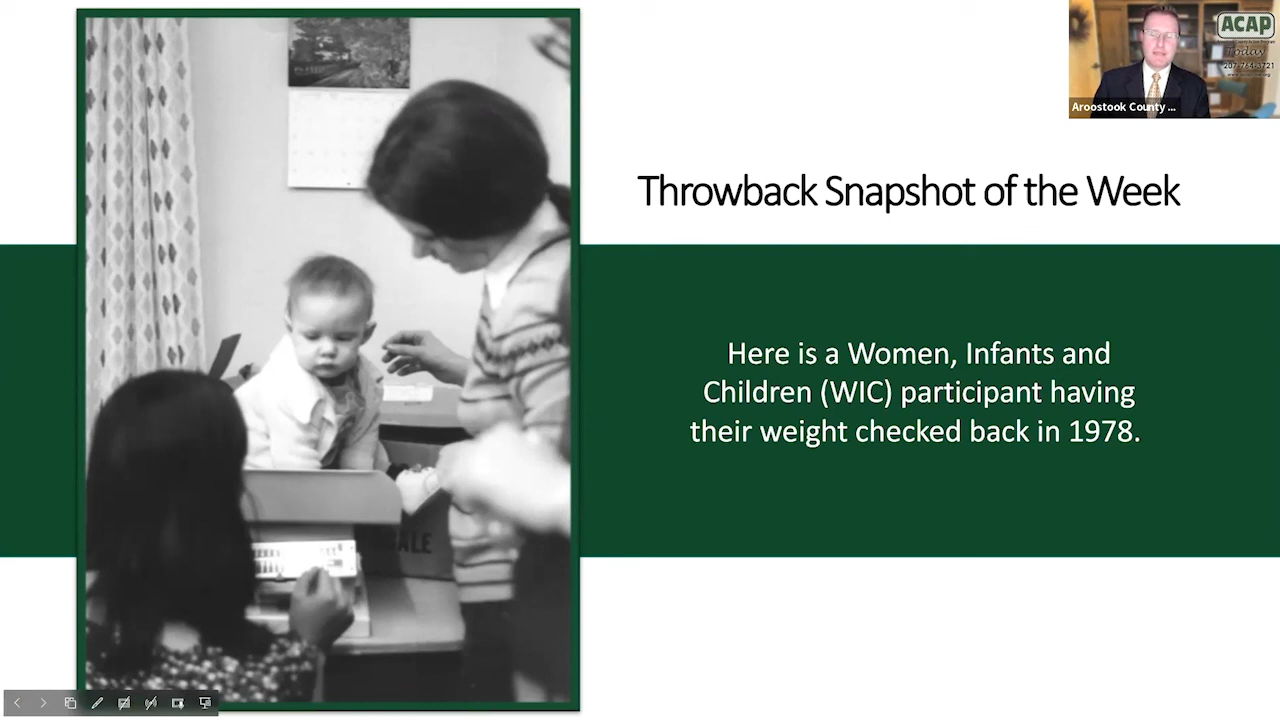 ACAP
Today
Aroostook County ...
Throwback Snapshot of the Week
Here is a Women, Infants and
Children (WIC) participant having
their weight checked back in 1978.